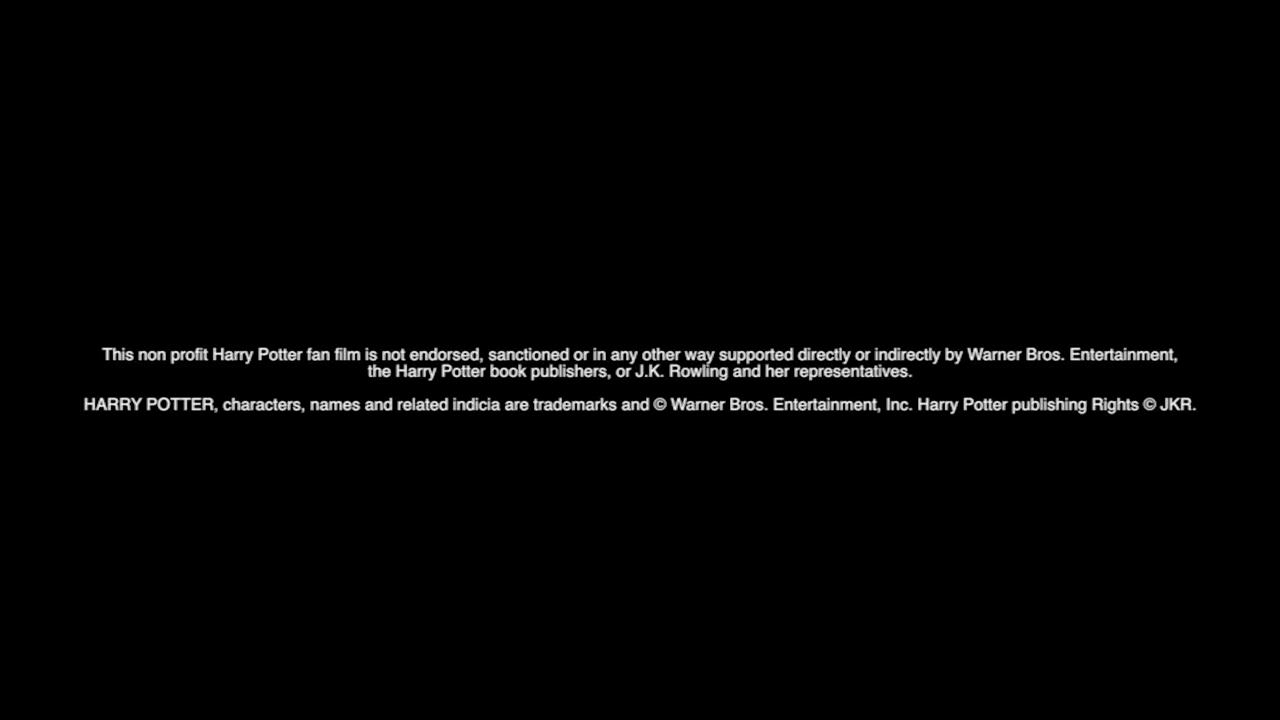 This non profit Harry Potter fan film is not endorsed, sanctioned or in any other way supported directly or indirectly by Warner Bros. Entertainment,
the Harry Potter book publishers, or J.K. Rowling and her representatives.
HARRY POTTER, characters, names and related indicia are trademarks and © Warner Bros. Entertainment, Inc. Harry Potter publishing Rights © JKR.